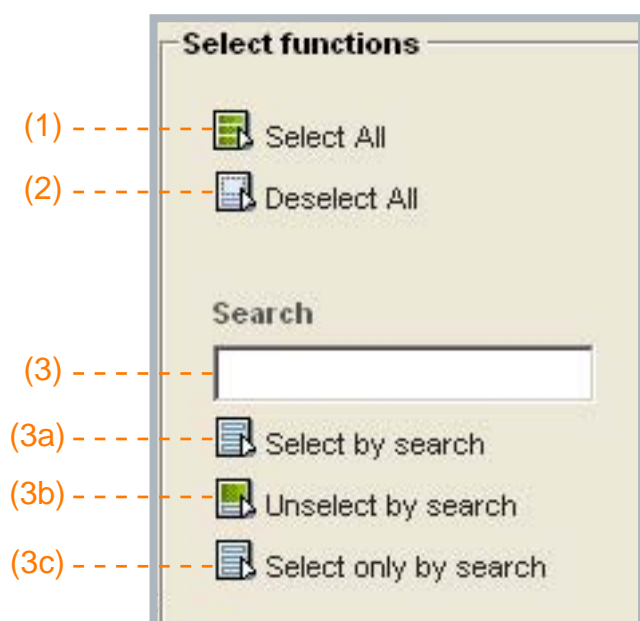 Select functions
(1) Select All
(2) Deselect All
Search
(3)
(3a) Select by search
(3b) Unselect by search
(3c) Select only by search